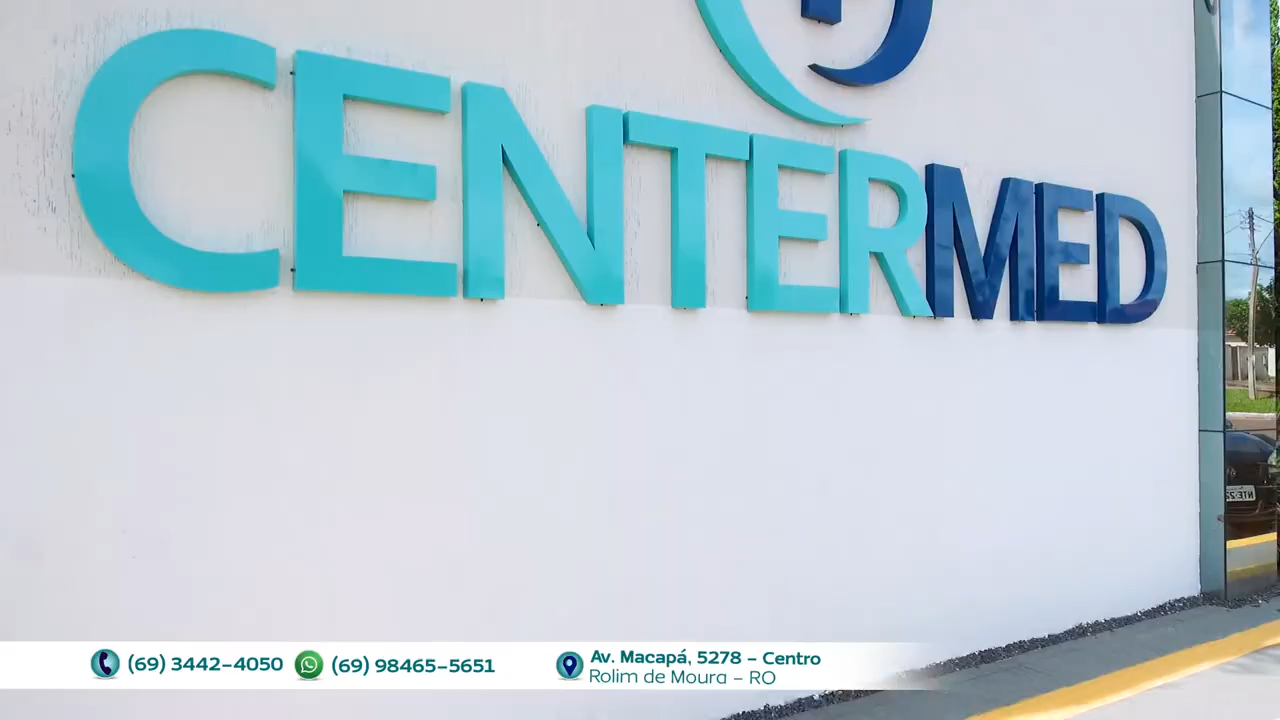 CENTERMED
(69) 3442-4050
(69) 98465-5651
Av. Macapá, 5278 - Centro
Rolim de Moura - RO